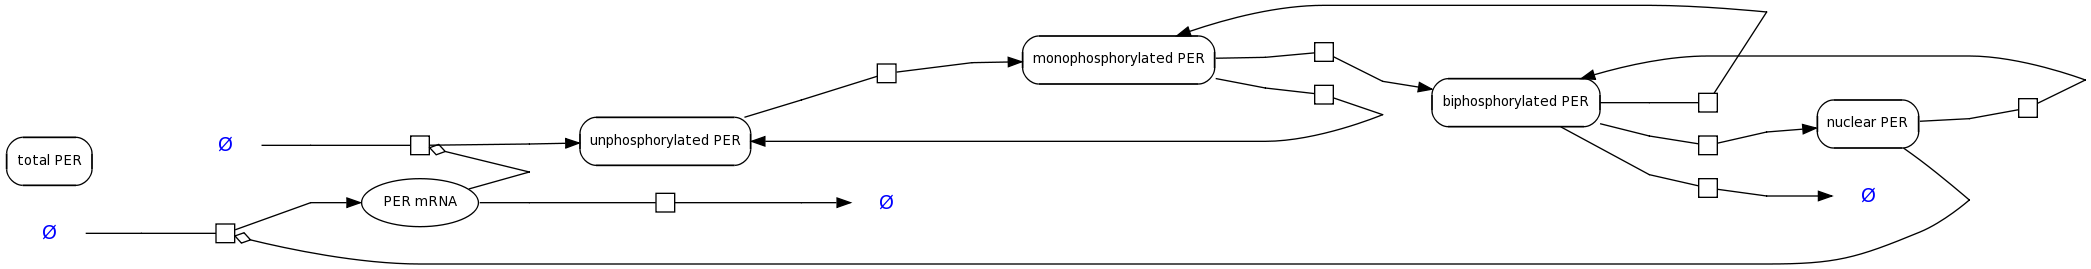 monophosphorylated PER
biphosphorylated PER
nuclear PER
unphosphorylated PER
Ø
total PER
Ø
PER mRNA
Ø
Ø